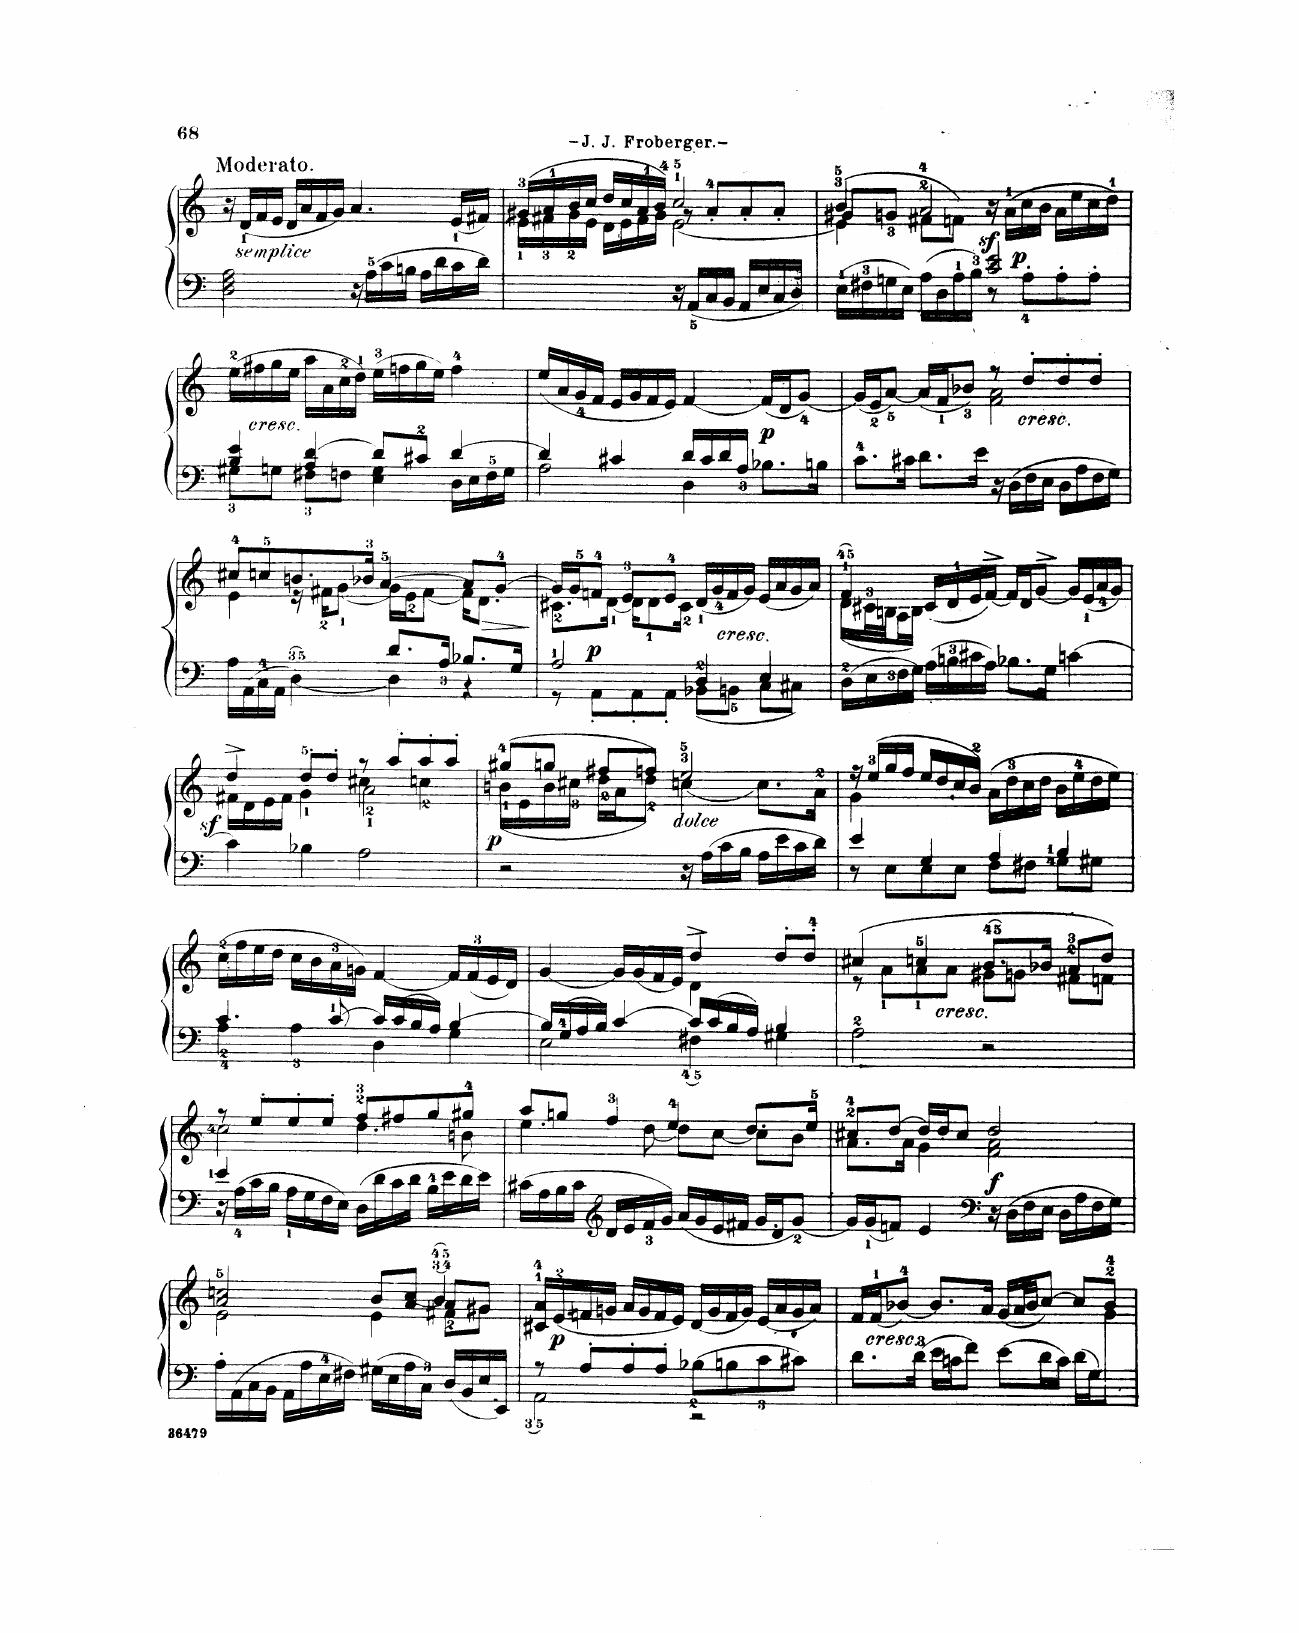 68
-J. J. Froberger.-
Moderato.
semplice
sf
p
cresc.
p
cresc.
p
cresc.
sf
p
dolce
cresc.
f
p
cresc.
36479